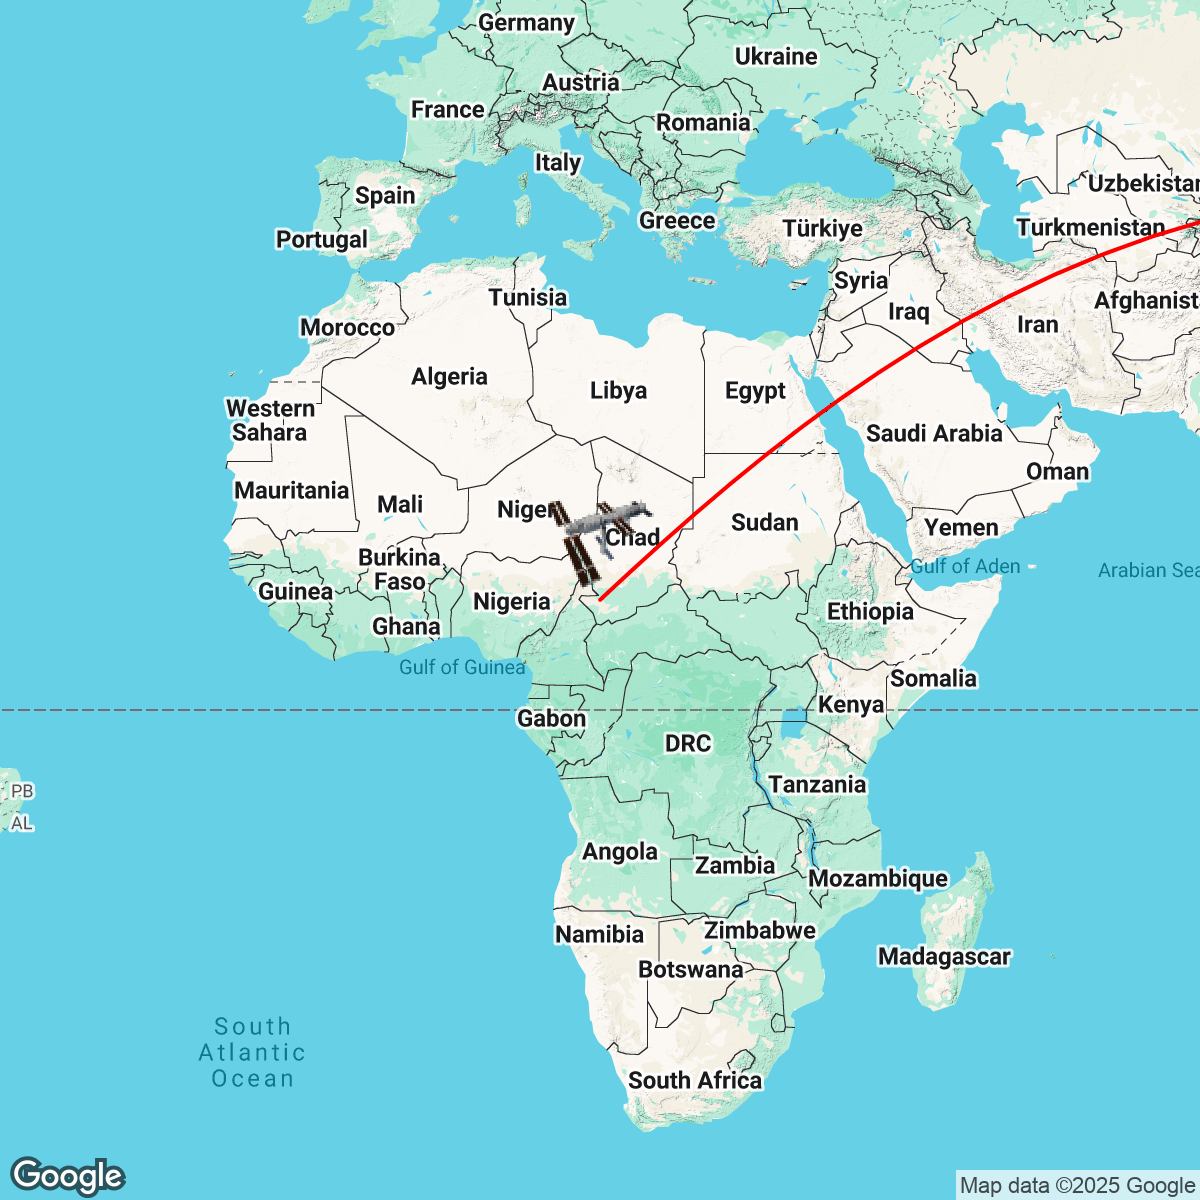 Germany
Ukraine
Austria
France
Romania
Italy
Uzbekistan
Spain
Greece
Türkiye
Turkmenistan
Portugal
Syria
Tunisia
Iraq
Afghanist
Morocco
Iran
Algeria
Libya
Egypt
Western
Sahara
Saudi Arabia
Oman
Mauritania
Mali
Niger
Chad
Sudan
Yemen
Burkina
Faso
Gulf of Aden
Arabian Sea
Guinea
Nigeria
Ethiopia
Ghana
Gulf of Guinea
Somalia
Kenya
Gabon
DRC
Tanzania
PB
AL
Angola
Zambia
Mozambique
Namibia
Zimbabwe
Madagascar
Botswana
South
Atlantic
Ocean
South Africa
Google
Map data ©2025 Google